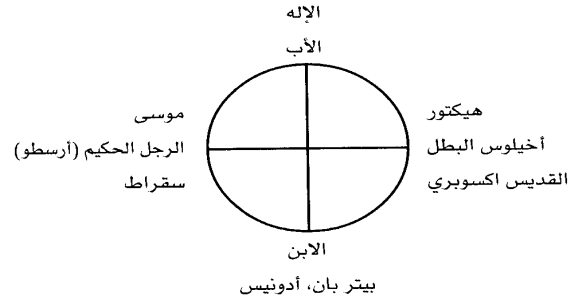 الإله
الأب
هيكتور
أخيلوس البطل
القديس اكسوبري
موسى
الرجل الحكيم (أرسطو)
سقراط
الابن
بيتر بان، أدونيس